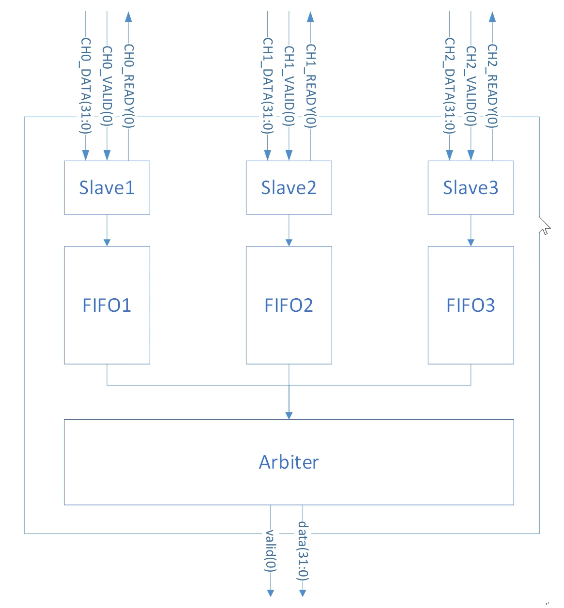 CH0_DATA(31:0)
CH0_VALID(0)
CH0_READY(0)
CH1_DATA(31:0)
CH1_VALID(0)
CH1_READY(0)
CH2_DATA(31:0)
CH2_VALID(0)
CH2_READY(0)
Slave1
Slave2
Slave3
FIFO1
FIFO2
FIFO3
Arbiter
valid(0)
data(31:0)